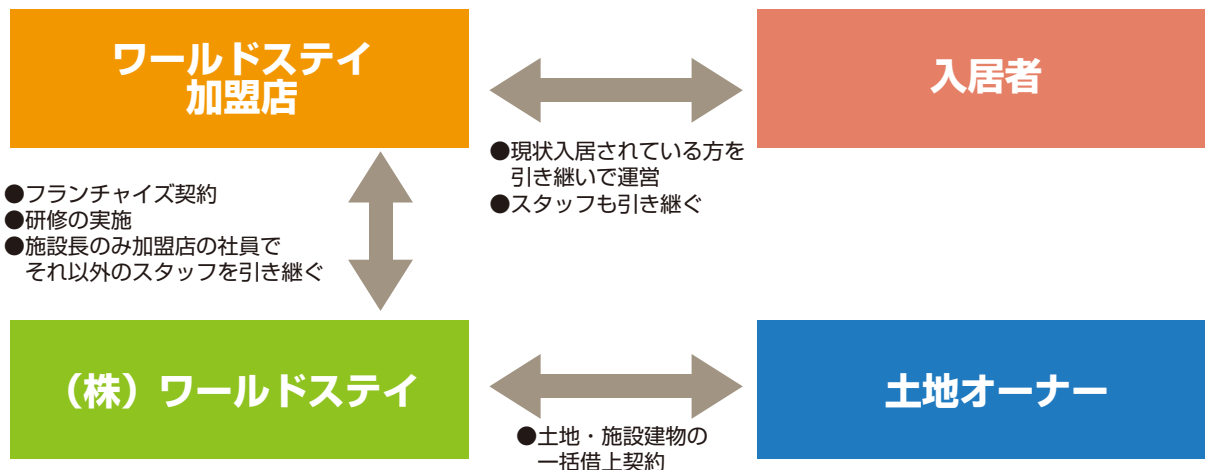 ワールドステイ
加盟店
入居者
●現状入居されている方を
引き継いで運営
●スタッフも引き継ぐ
●フランチャイズ契約
●研修の実施
●施設長のみ加盟店の社員で
それ以外のスタッフを引き継ぐ
（株）ワールドステイ
土地オーナー
●土地・施設建物の
一括借上契約